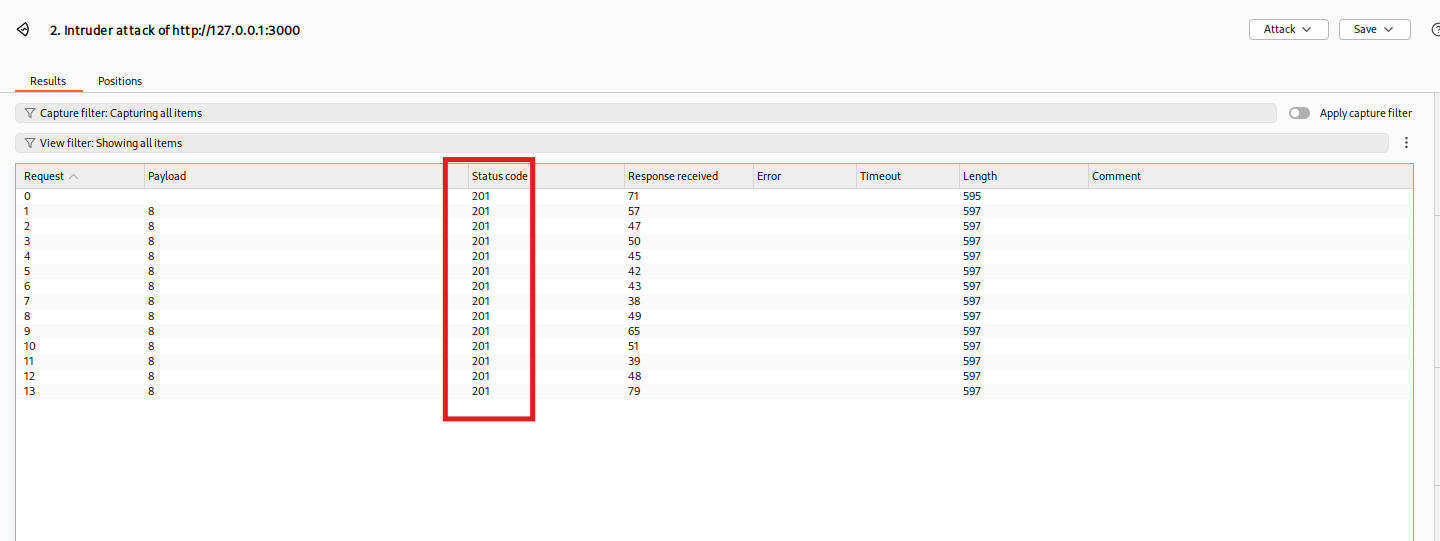 2. Intruder attack of http://127.0.0.1:3000 Attack Save
Results Positions
Capture filter: Capturing all items Apply capture filter
View filter: Showing all items
Request Payload Status code Response received Error Timeout Length Comment
0 201 71 595
1 8 201 57 597
2 8 201 47 597
3 8 201 50 597
4 8 201 45 597
5 8 201 42 597
6 8 201 43 597
7 8 201 38 597
8 8 201 49 597
9 8 201 65 597
10 8 201 51 597
11 8 201 39 597
12 8 201 48 597
13 8 201 79 597